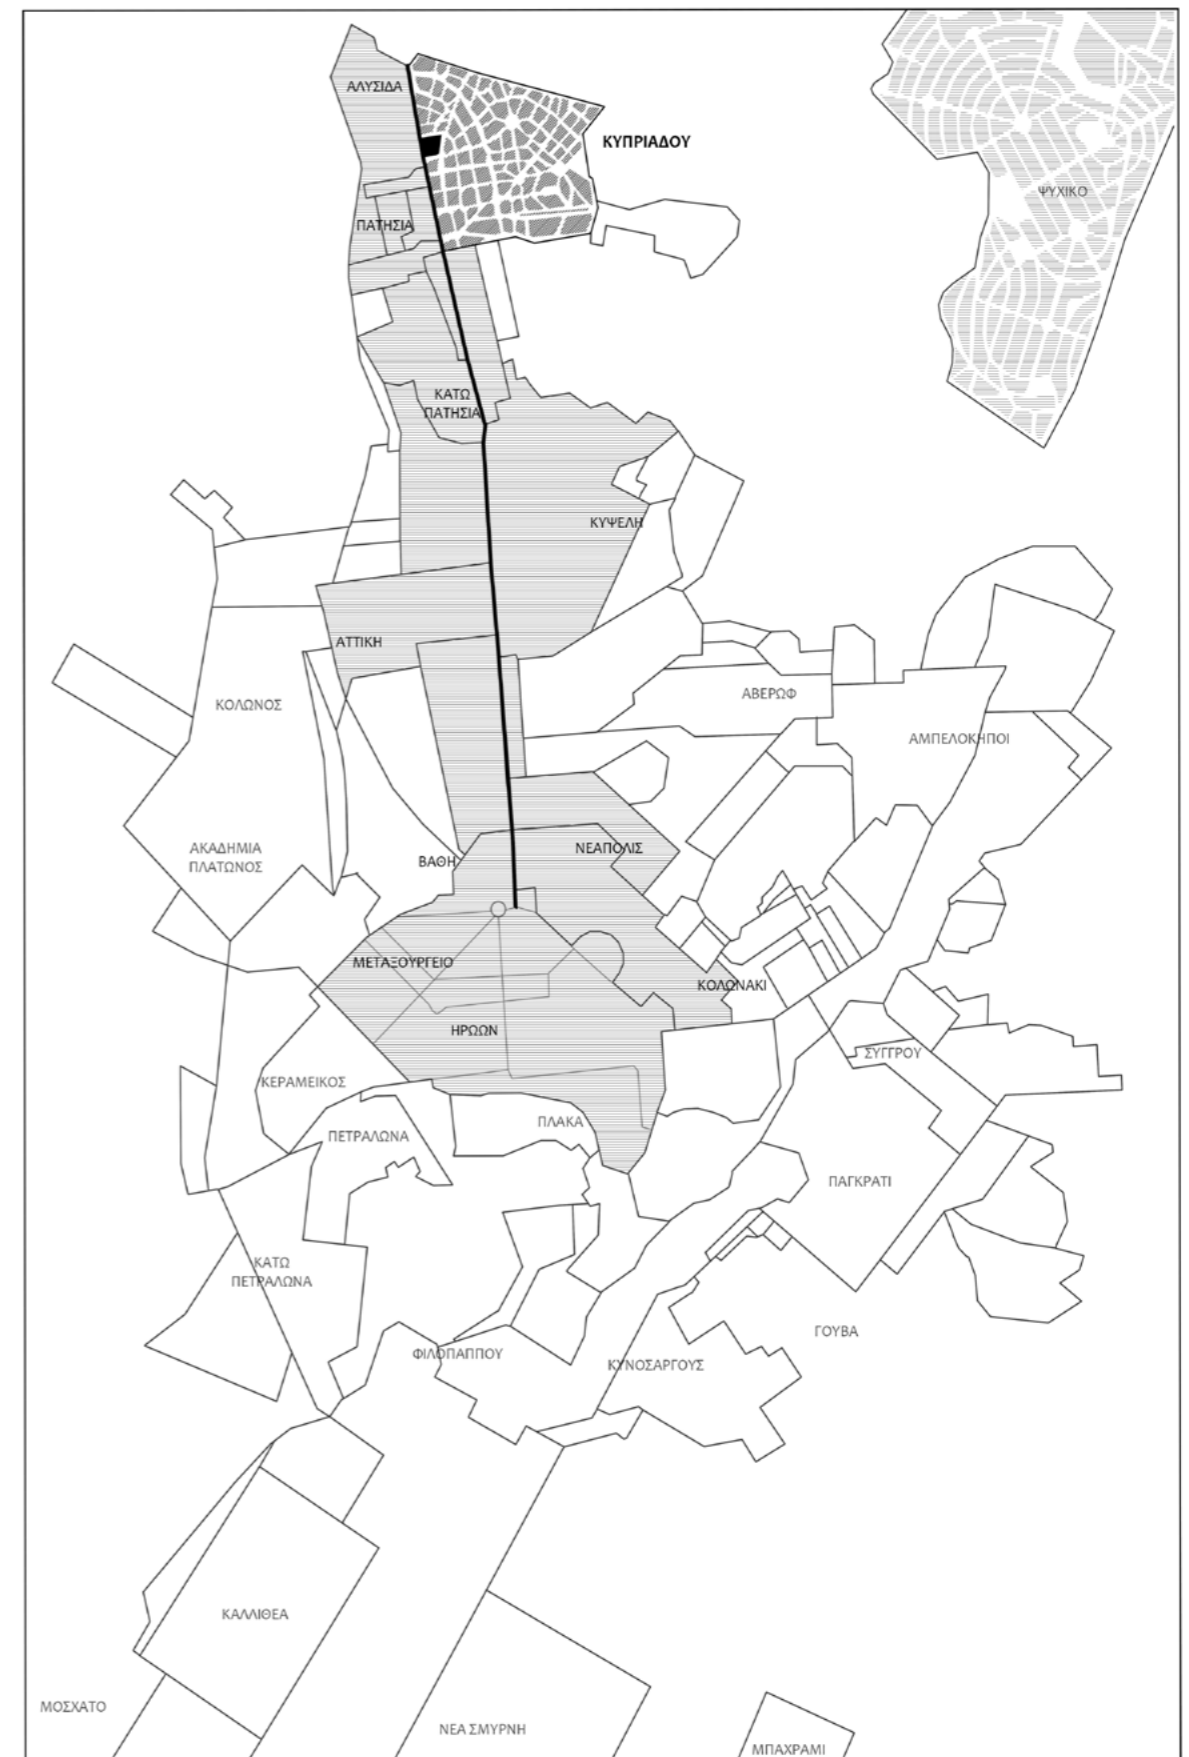 ΑΛΥΣΙΔΑ
ΚΥΠΡΙΑΔΟΥ
ΨΥΧΙΚΟ
ΠΑΤΗΣΙΑ
ΚΑΤΩ
ΠΑΤΗΣΙΑ
ΚΥΨΕΛΗ
ΑΤΤΙΚΗ
ΚΟΛΩΝΟΣ
ΑΒΕΡΩΦ
ΑΜΠΕΛΟΚΗΠΟΙ
ΑΚΑΔΗΜΙΑ
ΠΛΑΤΩΝΟΣ
ΒΑΘΗ
ΝΕΑΠΟΛΙΣ
ΜΕΤΑΞΟΥΡΓΕΙΟ
ΚΟΛΩΝΑΚΙ
ΗΡΩΩΝ
ΣΥΓΓΡΟΥ
ΚΕΡΑΜΕΙΚΟΣ
ΠΛΑΚΑ
ΠΕΤΡΑΛΩΝΑ
ΠΑΓΚΡΑΤΙ
ΚΑΤΩ
ΠΕΤΡΑΛΩΝΑ
ΓΟΥΒΑ
ΦΙΛΟΠΑΠΠΟΥ
ΚΥΝΟΣΑΡΓΟΥΣ
ΚΑΛΛΙΘΕΑ
ΜΟΣΧΑΤΟ
ΝΕΑ ΣΜΥΡΝΗ
ΜΠΑΧΡΑΜΙ